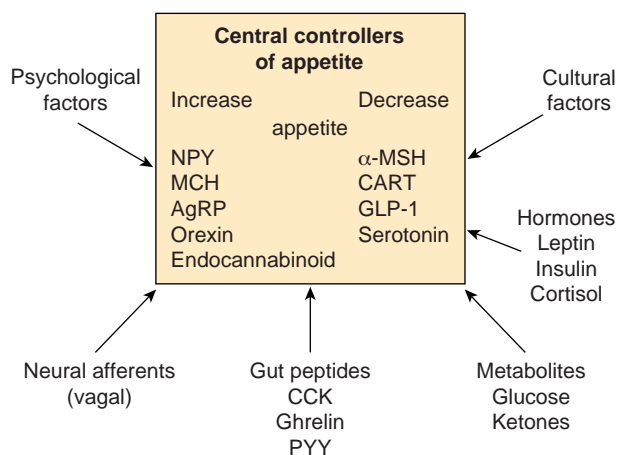 Central controllers
of appetite
Psychological
factors
Cultural
factors
Increase Decrease
appetite
NPY α-MSH
MCH CART
AgRP GLP-1
Orexin Serotonin
Endocannabinoid
Hormones
Leptin
Insulin
Cortisol
Neural afferents
(vagal)
Gut peptides
CCK
Ghrelin
PYY
Metabolites
Glucose
Ketones